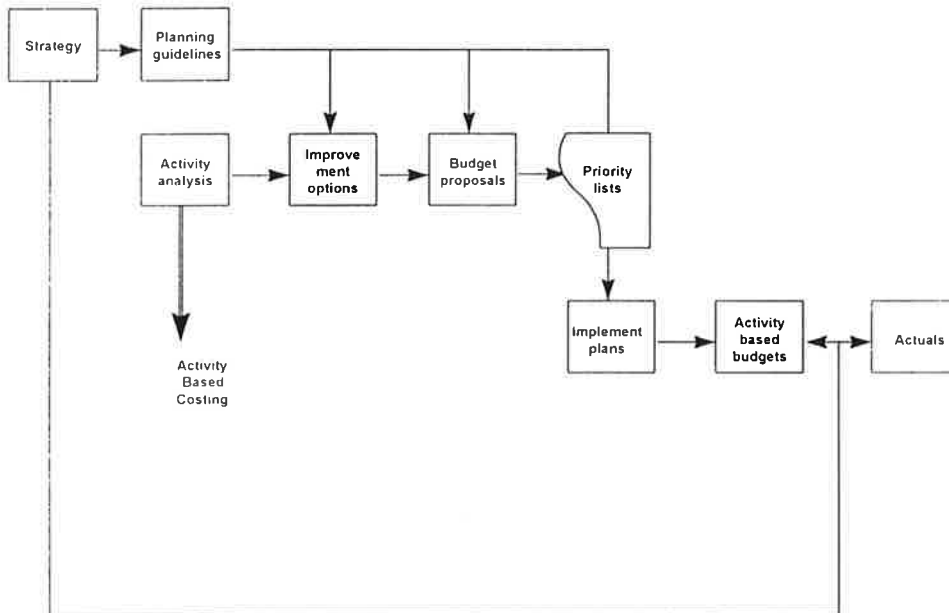 Strategy
Planning
guidelines
Activity
analysis
Improve
ment
options
Budget
proposals
Priority
lists
Implement
plans
Activity
based
budgets
Actuals
Activity
Based
Costing